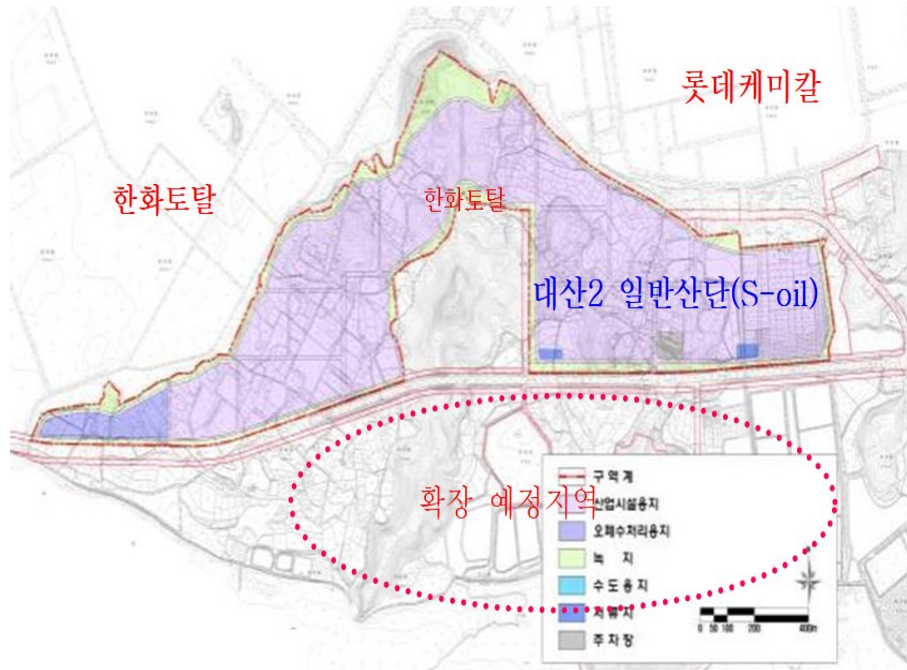 롯데케미칼
한화토탈
한화토탈
대산2 일반산단(S-oil)
확장 예정지역
구역계
산업시설용지
오폐수처리용지
녹 지
수도용지
저류지
주차장
0 50 100 200 400m